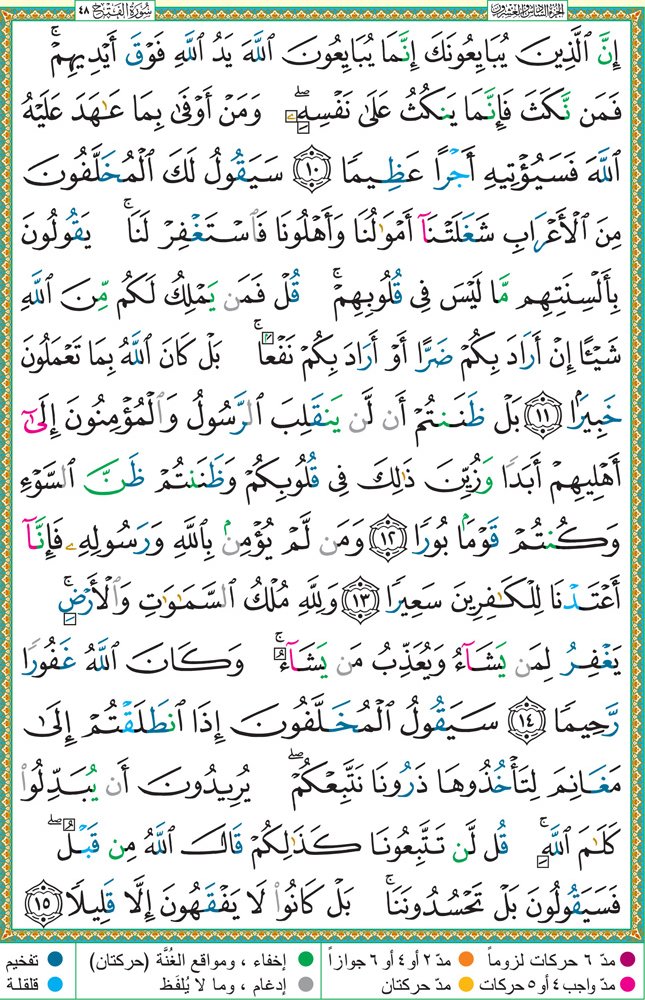 الجزء السادس والعشرون سُورَةُ الفَتْحِ ٤٨
إِنَّ ٱلَّذِينَ يُبَايِعُونَكَ إِنَّمَا يُبَايِعُونَ ٱللَّهَ يَدُ ٱللَّهِ فَوْقَ أَيْدِيهِمْ ۚ
فَمَن نَّكَثَ فَإِنَّمَا يَنكُثُ عَلَىٰ نَفْسِهِۦ ۖ وَمَنْ أَوْفَىٰ بِمَا عَـٰهَدَ عَلَيْهُ
ٱللَّهَ فَسَيُؤْتِيهِ أَجْرًا عَظِيمًا ١٠ سَيَقُولُ لَكَ ٱلْمُخَلَّفُونَ
مِنَ ٱلْأَعْرَابِ شَغَلَتْنَآ أَمْوَٰلُنَا وَأَهْلُونَا فَٱسْتَغْفِرْ لَنَا ۚ يَقُولُونَ
بِأَلْسِنَتِهِم مَّا لَيْسَ فِى قُلُوبِهِمْ ۚ قُلْ فَمَن يَمْلِكُ لَكُم مِّنَ ٱللَّهِ
شَيْـًٔا إِنْ أَرَادَ بِكُمْ ضَرًّا أَوْ أَرَادَ بِكُمْ نَفْعًۢا ۚ بَلْ كَانَ ٱللَّهُ بِمَا تَعْمَلُونَ
خَبِيرًۢا ١١ بَلْ ظَنَنتُمْ أَن لَّن يَنقَلِبَ ٱلرَّسُولُ وَٱلْمُؤْمِنُونَ إِلَىٰٓ
أَهْلِيهِمْ أَبَدًا وَزُيِّنَ ذَٰلِكَ فِى قُلُوبِكُمْ وَظَنَنتُمْ ظَنَّ ٱلسَّوْءِ
وَكُنتُمْ قَوْمًۢا بُورًا ١٢ وَمَن لَّمْ يُؤْمِنۢ بِٱللَّهِ وَرَسُولِهِۦ فَإِنَّآ
أَعْتَدْنَا لِلْكَـٰفِرِينَ سَعِيرًا ١٣ وَلِلَّهِ مُلْكُ ٱلسَّمَـٰوَٰتِ وَٱلْأَرْضِ ۚ
يَغْفِرُ لِمَن يَشَآءُ وَيُعَذِّبُ مَن يَشَآءُ ۚ وَكَانَ ٱللَّهُ غَفُورًا
رَّحِيمًا ١٤ سَيَقُولُ ٱلْمُخَلَّفُونَ إِذَا ٱنطَلَقْتُمْ إِلَىٰ
مَغَانِمَ لِتَأْخُذُوهَا ذَرُونَا نَتَّبِعْكُمْ ۖ يُرِيدُونَ أَن يُبَدِّلُوا۟
كَلَـٰمَ ٱللَّهِ ۚ قُل لَّن تَتَّبِعُونَا كَذَٰلِكُمْ قَالَ ٱللَّهُ مِن قَبْلُ ۖ
فَسَيَقُولُونَ بَلْ تَحْسُدُونَنَا ۚ بَلْ كَانُوا۟ لَا يَفْقَهُونَ إِلَّا قَلِيلًا ١٥
مدّ ٦ حركات لزوماً مدّ ٢ أو ٤ أو ٦ جوازاً إخفاء ، ومواقع الغُنَّة (حركتان) تفخيم
مدّ واجب ٤ أو ٥ حركات مدّ حركتان إدغام ، وما لا يُلفَظ قلقلة